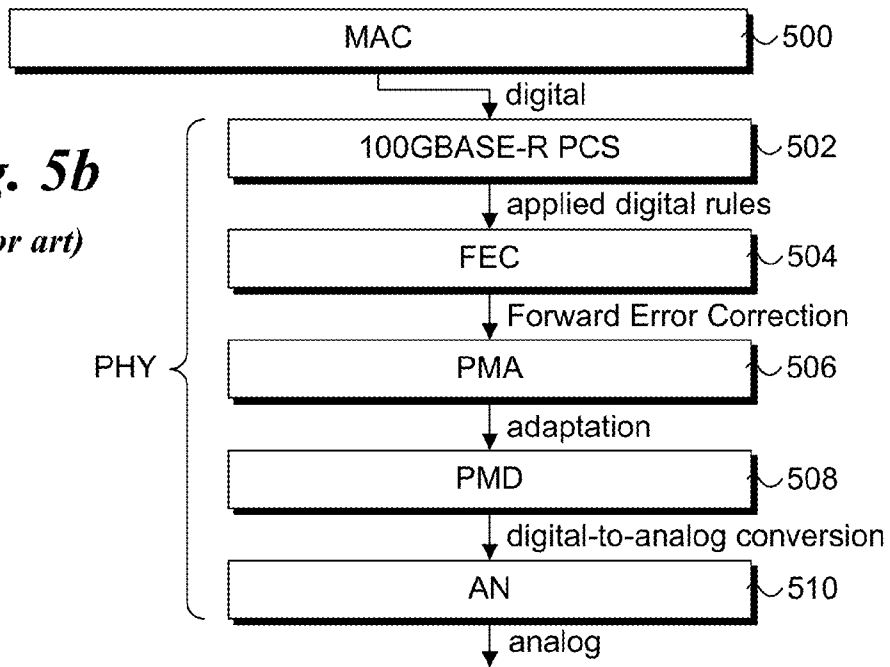 MAC 500
digital
100GBASE-R PCS 502
5b
applied digital rules
art)
FEC 504
Forward Error Correction
PHY
PMA 506
adaptation
PMD 508
digital-to-analog conversion
AN 510
analog